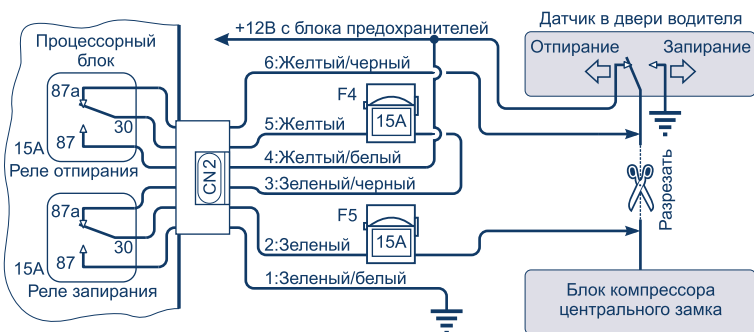 +12В с блока предохранителей
Датчик в двери водителя
Процессорный
блок
87а
30
15А
87
Реле отпирания
87а
30
15А
87
Реле запирания
CN2
6:Желтый/черный
F4
15А
5:Желтый
4:Желтый/белый
3:Зеленый/черный
F5
15А
2:Зеленый
1:Зеленый/белый
Отпирание
Запирание
Разрезать
Блок компрессора
центрального замка